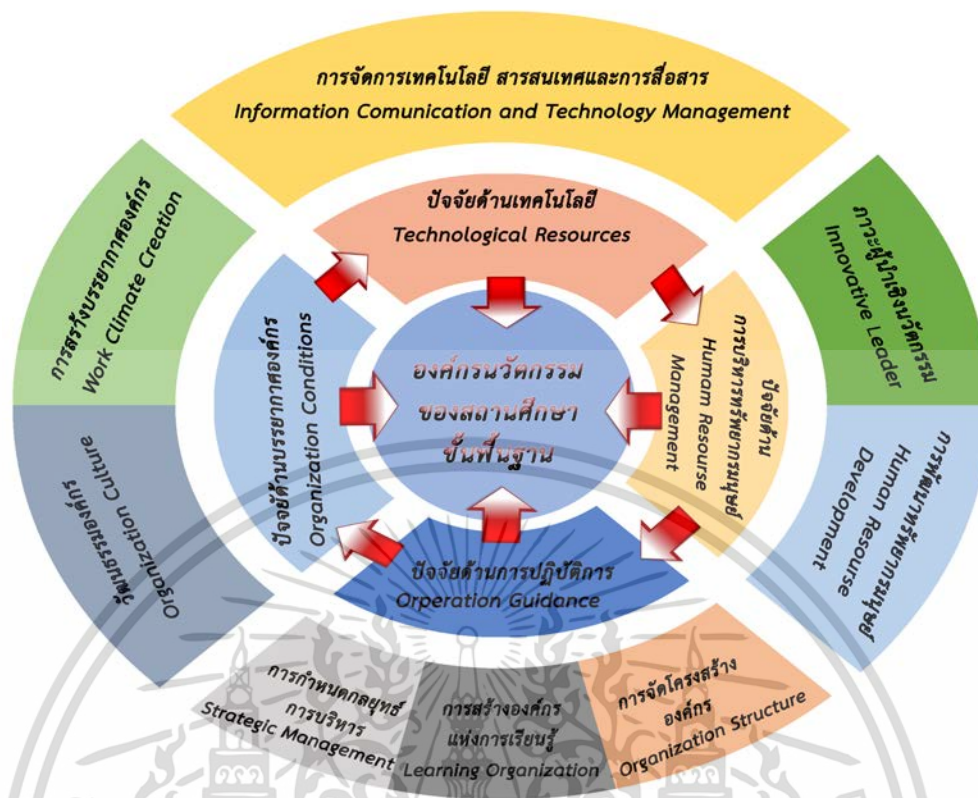 การจัดการเทคโนโลยี สารสนเทศและการสื่อสาร
Information Comunication and Technology Management
ปัจจัยด้านเทคโนโลยี
Technological Resources
การสร้างบรรยากาศองค์กร
Work Climate Creation
วัฒนธรรมองค์กร
Organization Culture
ปัจจัยด้านบรรยากาศองค์กร
Organization Conditions
องค์กรนวัตกรรม
ของสถานศึกษา
ขั้นพื้นฐาน
ปัจจัยด้าน
การบริหารทรัพยากรมนุษย์
Human Resourse
Management
ภาวะผู้นำเชิงนวัตกรรม
Innovative Leader
การพัฒนาทรัพยากรมนุษย์
Human Resourse
Development
ปัจจัยด้านการปฏิบัติการ
Orperation Guidance
การกำหนดกลยุทธ์
การบริหาร
Strategic Management
การสร้างองค์กร
แห่งการเรียนรู้
Learning Organization
การจัดโครงสร้าง
องค์กร
Organization Structure